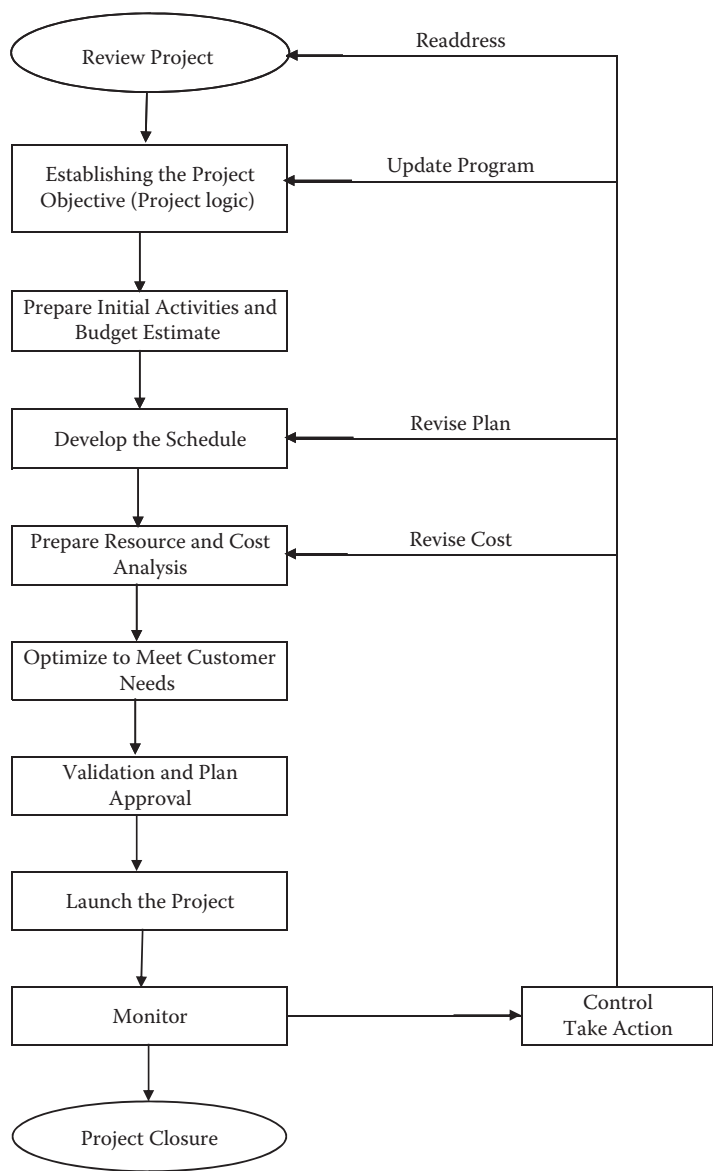 Review Project
Readdress
Establishing the Project
Objective (Project logic)
Update Program
Prepare Initial Activities and
Budget Estimate
Develop the Schedule
Revise Plan
Prepare Resource and Cost
Analysis
Revise Cost
Optimize to Meet Customer
Needs
Validation and Plan
Approval
Launch the Project
Monitor
Control
Take Action
Project Closure